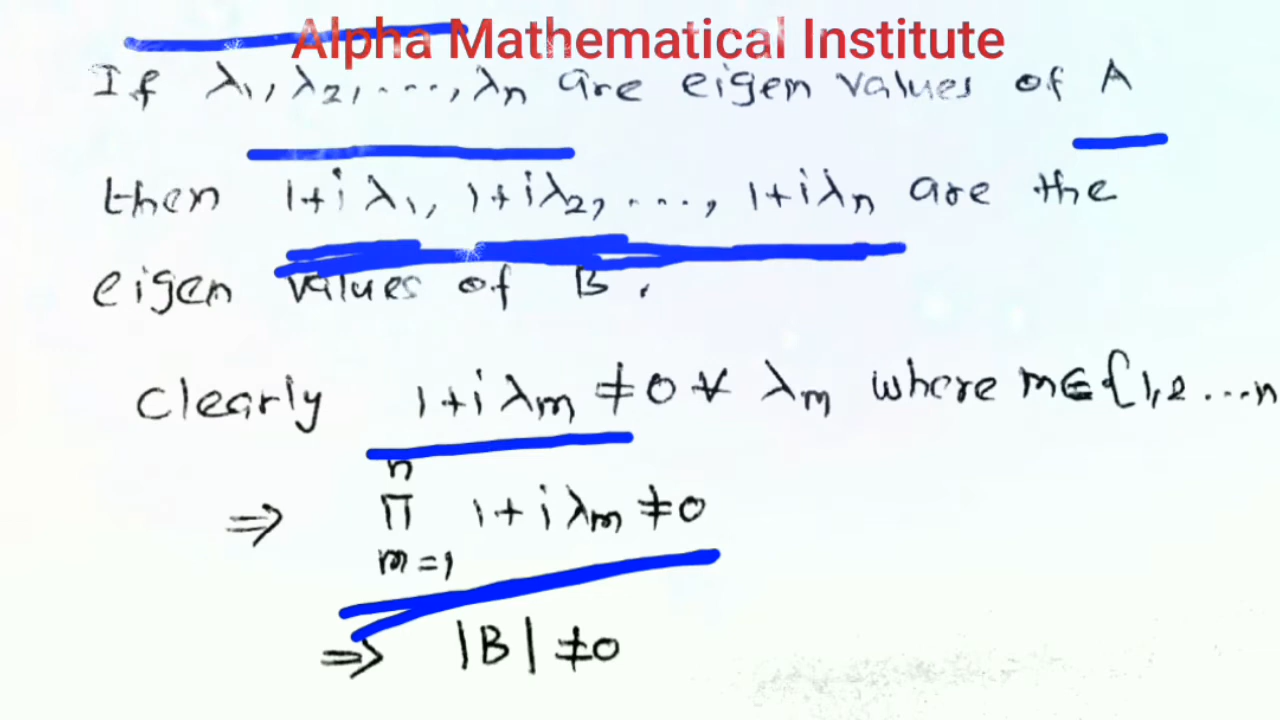 Alpha Mathematical Institute
If λ1, λ2, ..., λn are eigen values of A
then 1+iλ1, 1+iλ2, ..., 1+iλn are the
eigen values of B.
Clearly 1+iλm ≠0 ∀ λm where m∈{1,2...n
n
⇒ Π 1+iλm ≠0
m=1
⇒ |B| ≠0